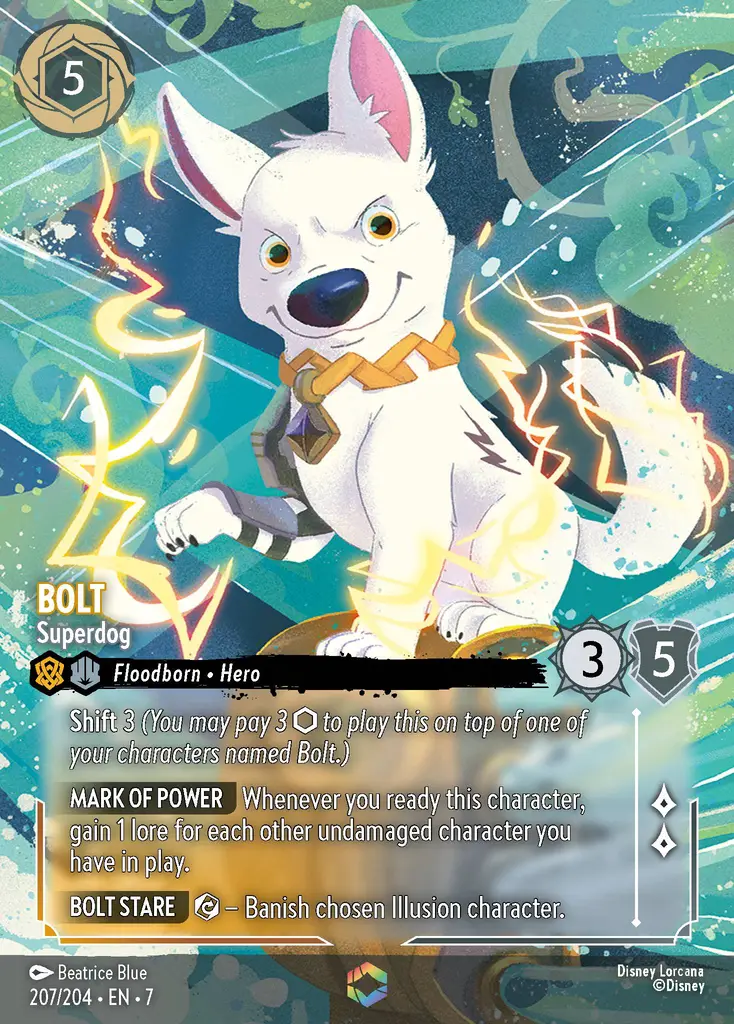 5
BOLT
Superdog
Floodborn • Hero
3
5
Shift 3 (You may pay 3 ⬡ to play this on top of one of
your characters named Bolt.)
MARK OF POWER Whenever you ready this character,
gain 1 lore for each other undamaged character you
have in play.
BOLT STARE – Banish chosen Illusion character.
Beatrice Blue
207/204 • EN • 7
Disney Lorcana
©Disney